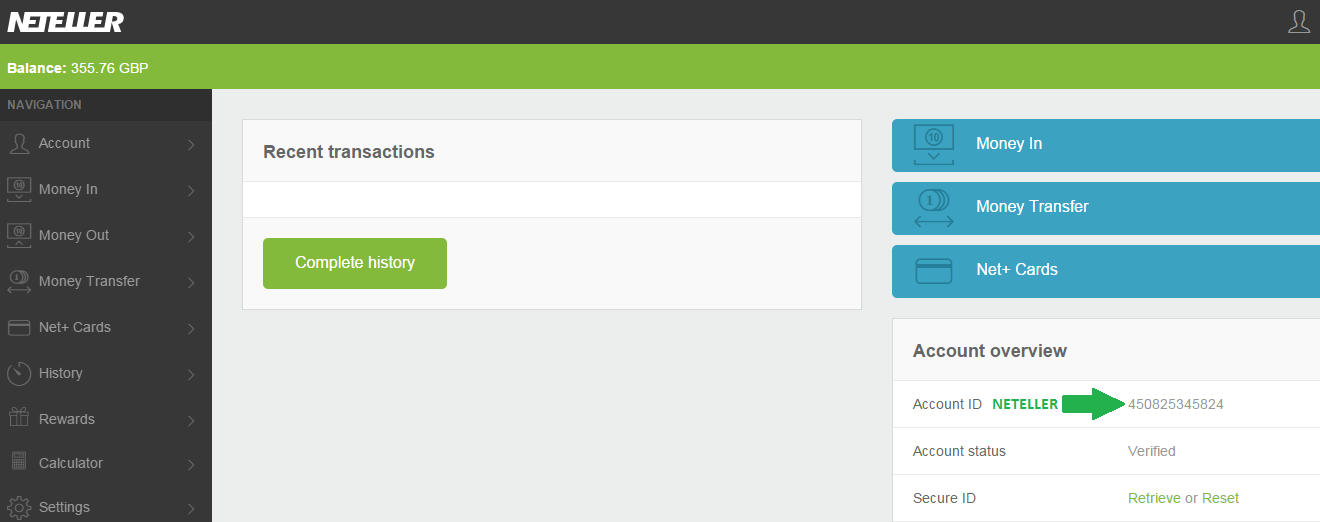 NETELLER
Balance: 355.76 GBP
NAVIGATION
Account
Money In
Money Out
Money Transfer
Net+ Cards
History
Rewards
Calculator
Settings
Recent transactions
Complete history
10 Money In
1 Money Transfer
Net+ Cards
Account overview
Account ID NETELLER 450825345824
Account status Verified
Secure ID Retrieve or Reset